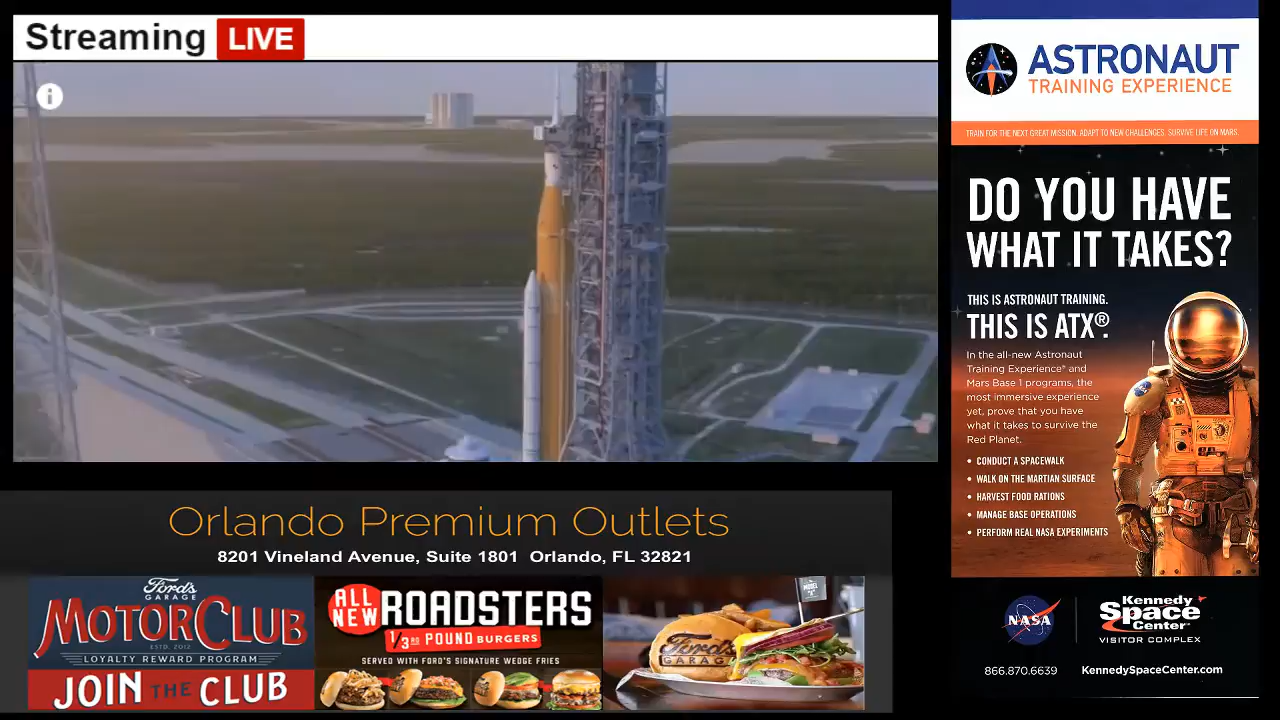 Streaming LIVE
i
Orlando Premium Outlets
8201 Vineland Avenue, Suite 1801 Orlando, FL 32821
Ford's
GARAGE
MOTORCLUB
ESTD. 2012
LOYALTY REWARD PROGRAM
JOIN THE CLUB
ALL NEW ROADSTERS
1/3RD POUND BURGERS
SERVED WITH FORD'S SIGNATURE WEDGE FRIES
Ford's
GARAGE
ASTRONAUT
TRAINING EXPERIENCE
TRAIN FOR THE NEXT GREAT MISSION. ADAPT TO NEW CHALLENGES. SURVIVE LIFE ON MARS.
DO YOU HAVE
WHAT IT TAKES?
THIS IS ASTRONAUT TRAINING.
THIS IS ATX®.
In the all-new Astronaut
Training Experience® and
Mars Base 1 programs, the
most immersive experience
yet, prove that you have
what it takes to survive the
Red Planet.
• CONDUCT A SPACEWALK
• WALK ON THE MARTIAN SURFACE
• HARVEST FOOD RATIONS
• MANAGE BASE OPERATIONS
• PERFORM REAL NASA EXPERIMENTS
NASA
Kennedy
Space
Center
VISITOR COMPLEX
866.870.6639 KennedySpaceCenter.com